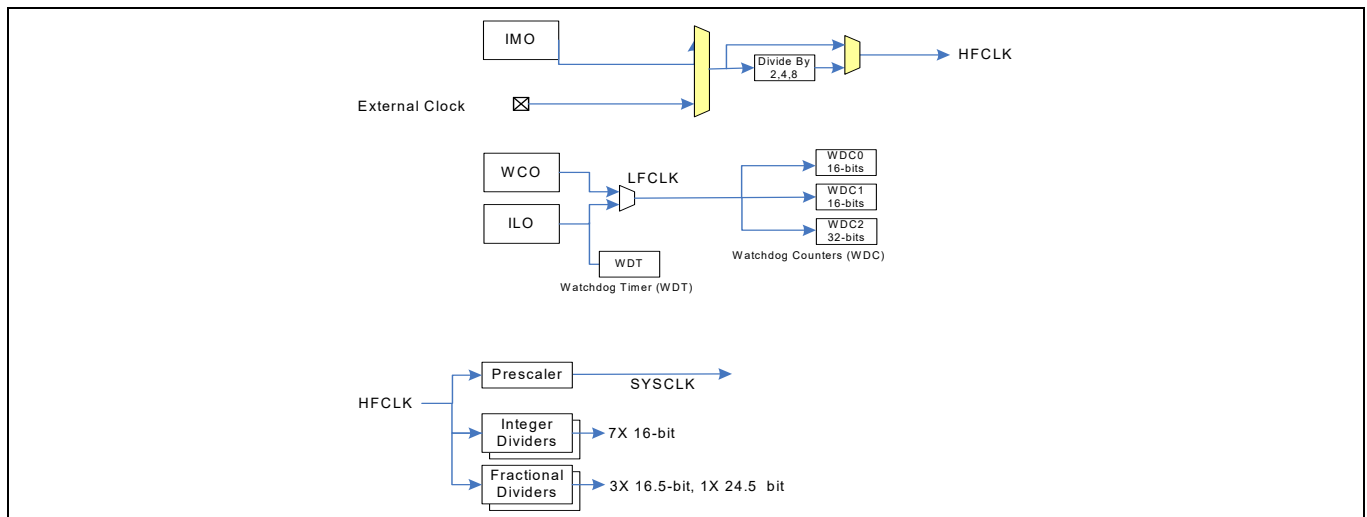 IMO
Divide By
2,4,8
HFCLK
External Clock
WCO
LFCLK
WDC0
16-bits
WDC1
16-bits
ILO
WDC2
32-bits
Watchdog Counters (WDC)
WDT
Watchdog Timer (WDT)
Prescaler
SYSCLK
HFCLK
Integer
Dividers
7X 16-bit
Fractional
Dividers
3X 16.5-bit, 1X 24.5 bit